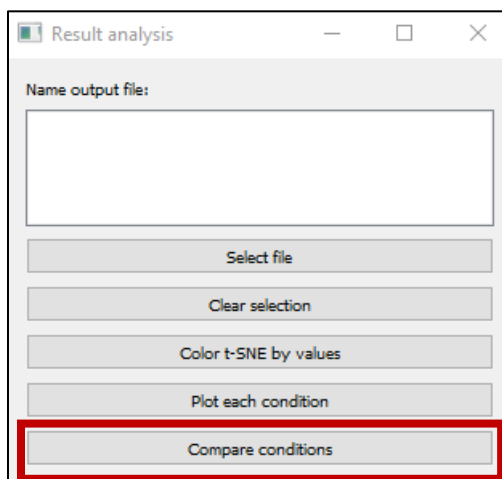 Result analysis
Name output file:
Select file
Clear selection
Color t-SNE by values
Plot each condition
Compare conditions